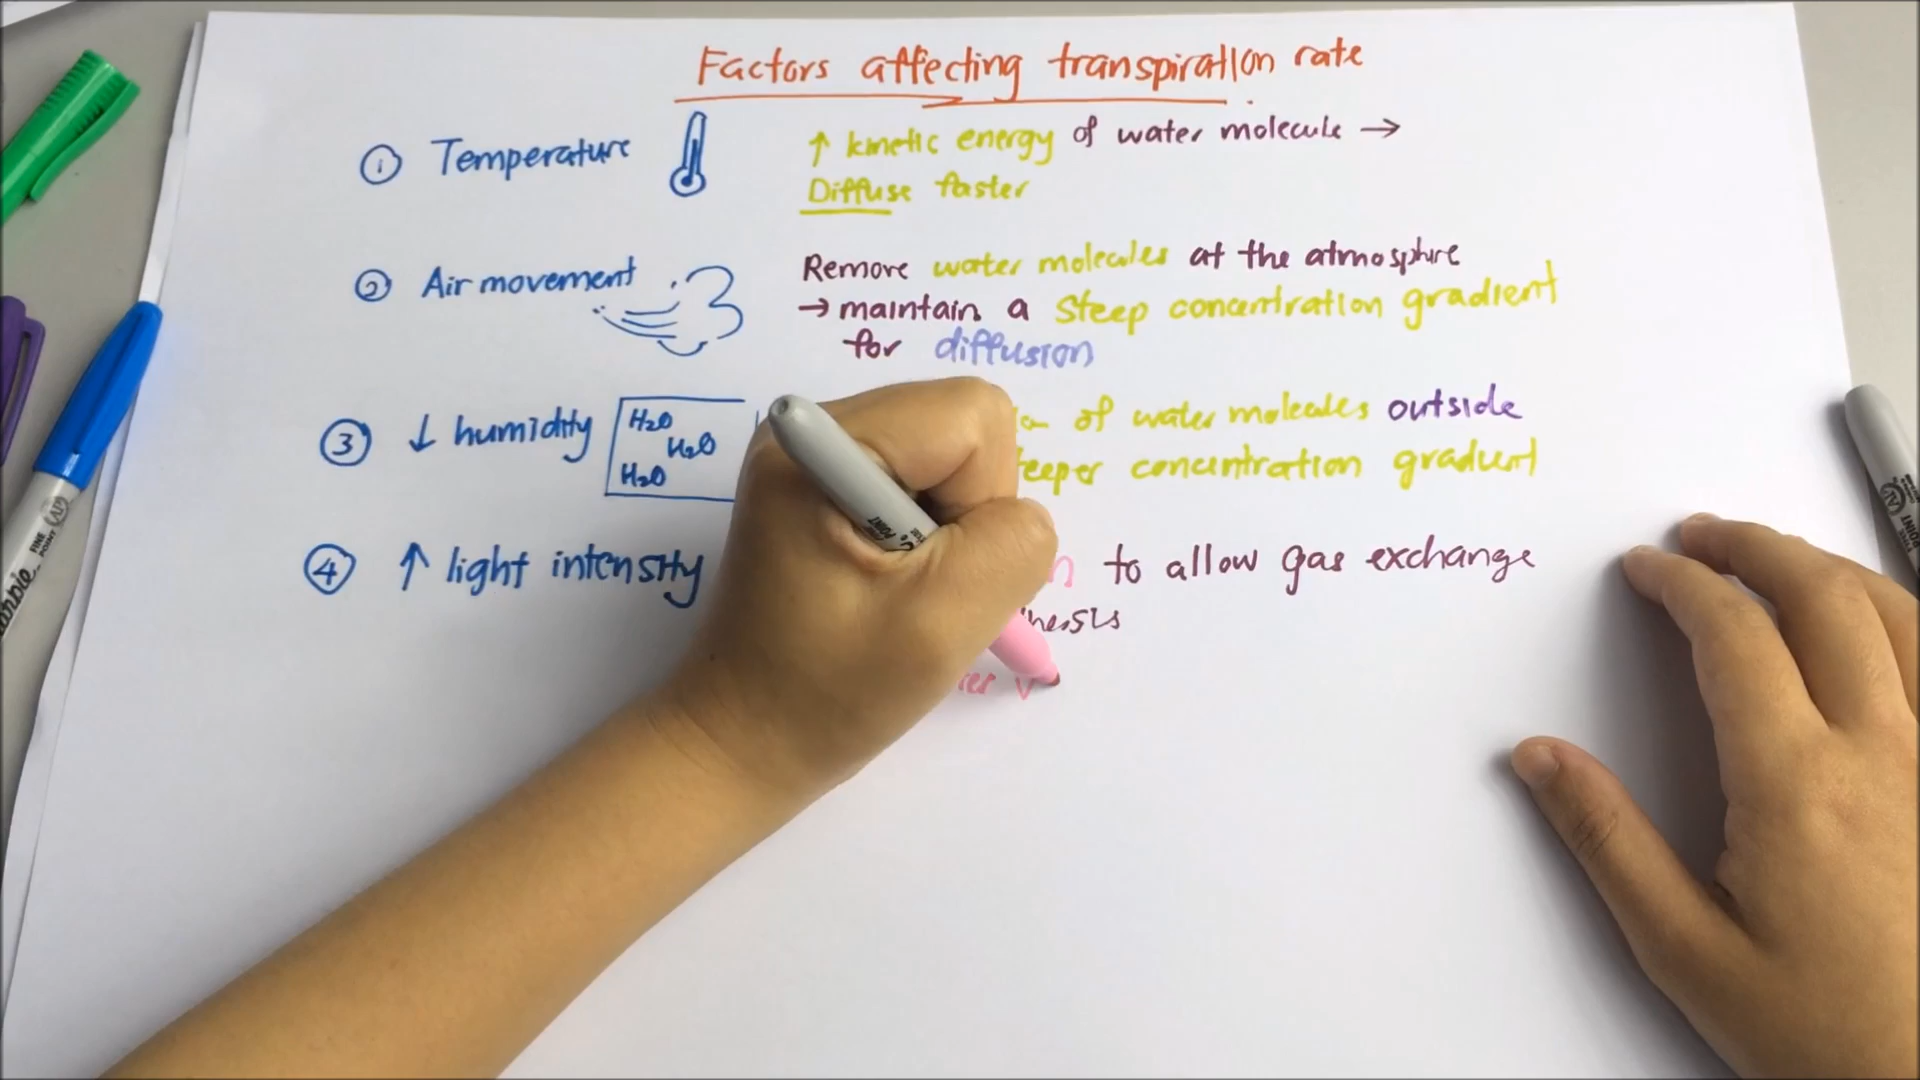 Factors affecting transpiration rate
① Temperature
↑ kinetic energy of water molecule →
Diffuse faster
② Air movement
Remove water molecules at the atmosphere
→ maintain a steep concentration gradient
for diffusion
③ ↓ humidity
H₂O
H₂O
H₂O
of water molecules outside
concentration gradient
④ ↑ light intensity
to allow gas exchange
FINE POINT